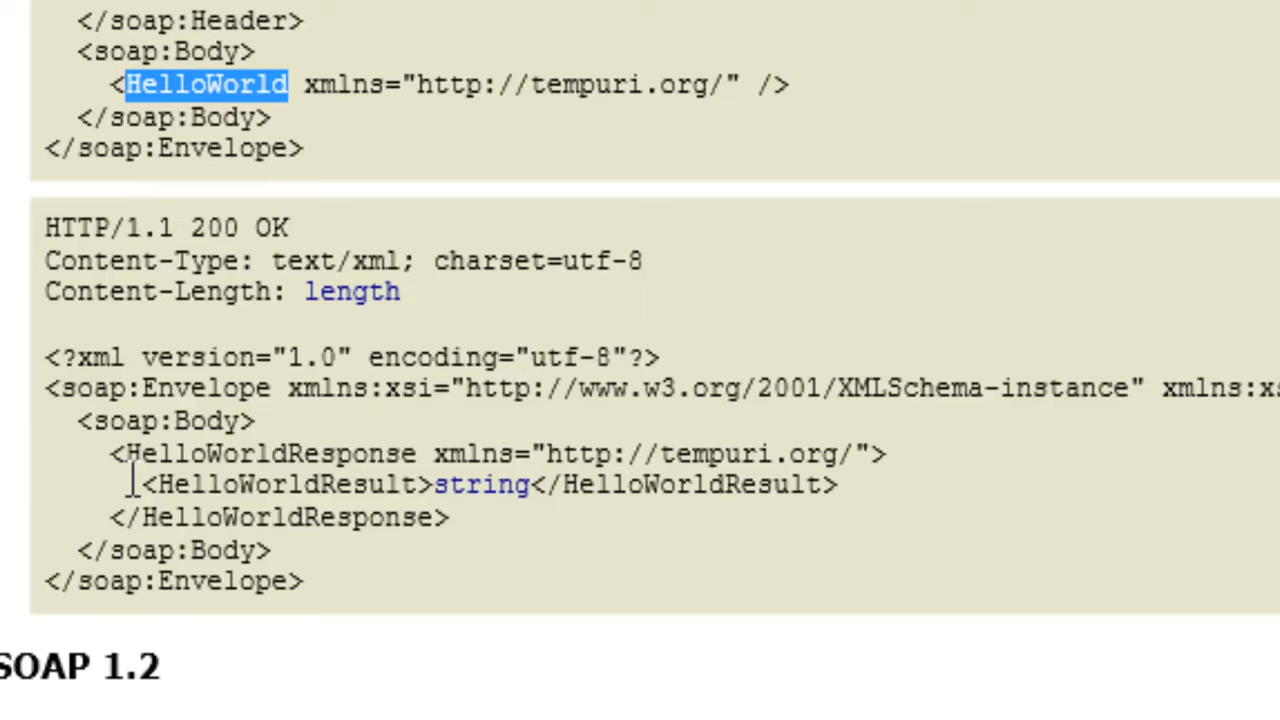 </soap:Header>
<soap:Body>
<HelloWorld xmlns="http://tempuri.org/" />
</soap:Body>
</soap:Envelope>
HTTP/1.1 200 OK
Content-Type: text/xml; charset=utf-8
Content-Length: length
<?xml version="1.0" encoding="utf-8"?>
<soap:Envelope xmlns:xsi="http://www.w3.org/2001/XMLSchema-instance" xmlns:xs
<soap:Body>
<HelloWorldResponse xmlns="http://tempuri.org/">
<HelloWorldResult>string</HelloWorldResult>
</HelloWorldResponse>
</soap:Body>
</soap:Envelope>
SOAP 1.2